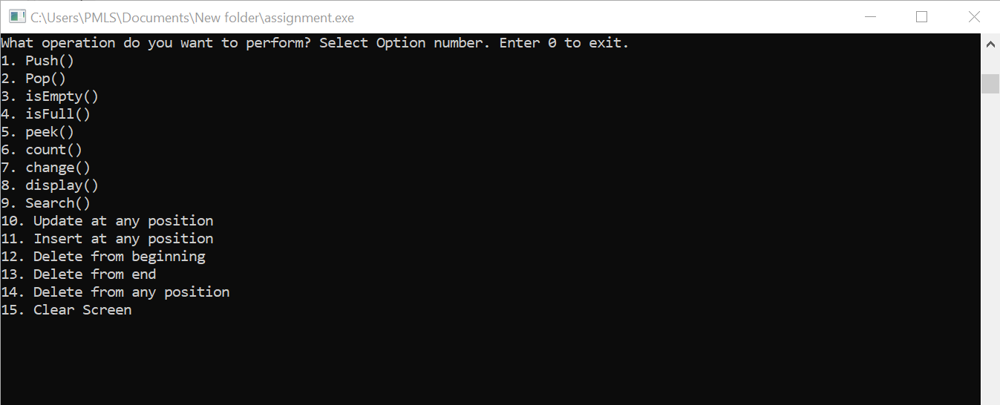 C:\Users\PMLS\Documents\New folder\assignment.exe
What operation do you want to perform? Select Option number. Enter 0 to exit.
1. Push()
2. Pop()
3. isEmpty()
4. isFull()
5. peek()
6. count()
7. change()
8. display()
9. Search()
10. Update at any position
11. Insert at any position
12. Delete from beginning
13. Delete from end
14. Delete from any position
15. Clear Screen